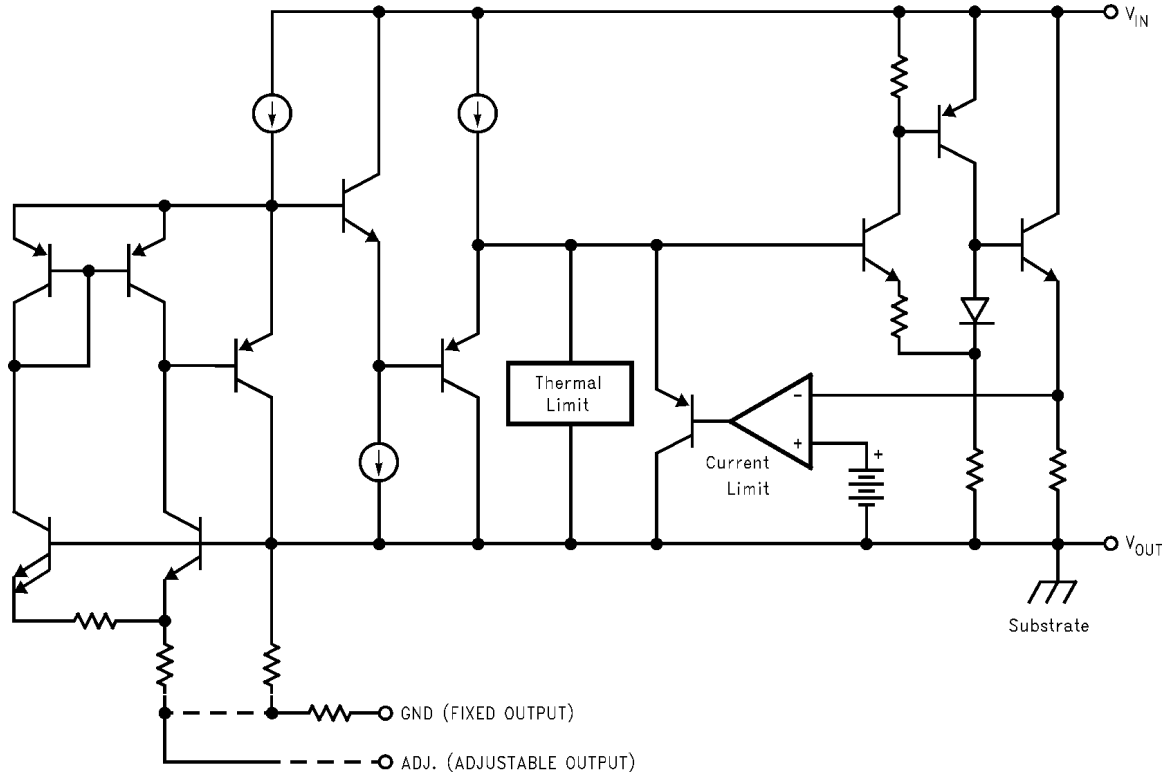 V_IN
Thermal
Limit
−
+
Current
Limit
+
V_OUT
Substrate
GND (FIXED OUTPUT)
ADJ. (ADJUSTABLE OUTPUT)